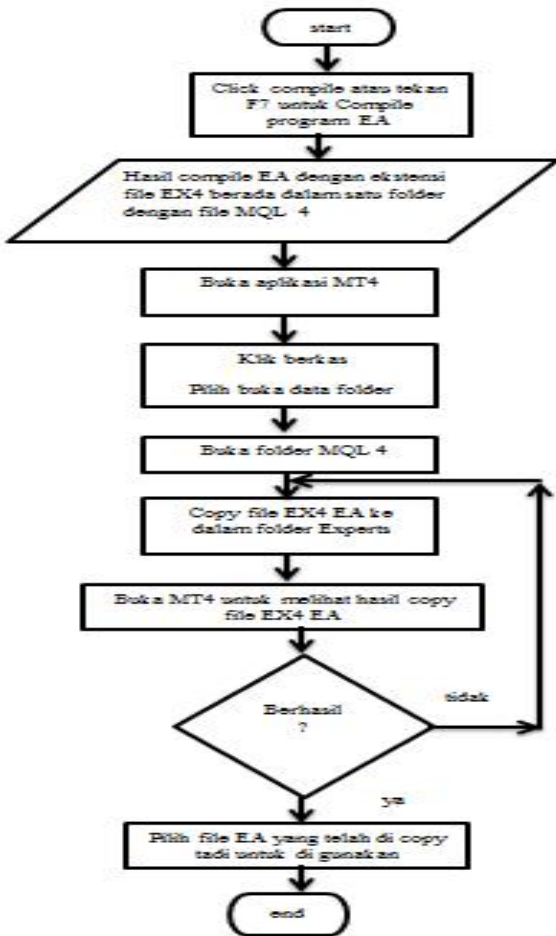 start
Click compile atau tekan
F7 untuk Compile
program EA
Hasil compile EA dengan ekstensi
file EX4 berada dalam satu folder
dengan file MQL 4
Buka aplikasi MT4
Klik berkas
Pilih buka data folder
Buka folder MQL 4
Copy file EX4 EA ke
dalam folder Experts
Buka MT4 untuk melihat hasil copy
file EX4 EA
Berhasil
?
tidak
ya
Pilih file EA yang telah di copy
tadi untuk di gunakan
end